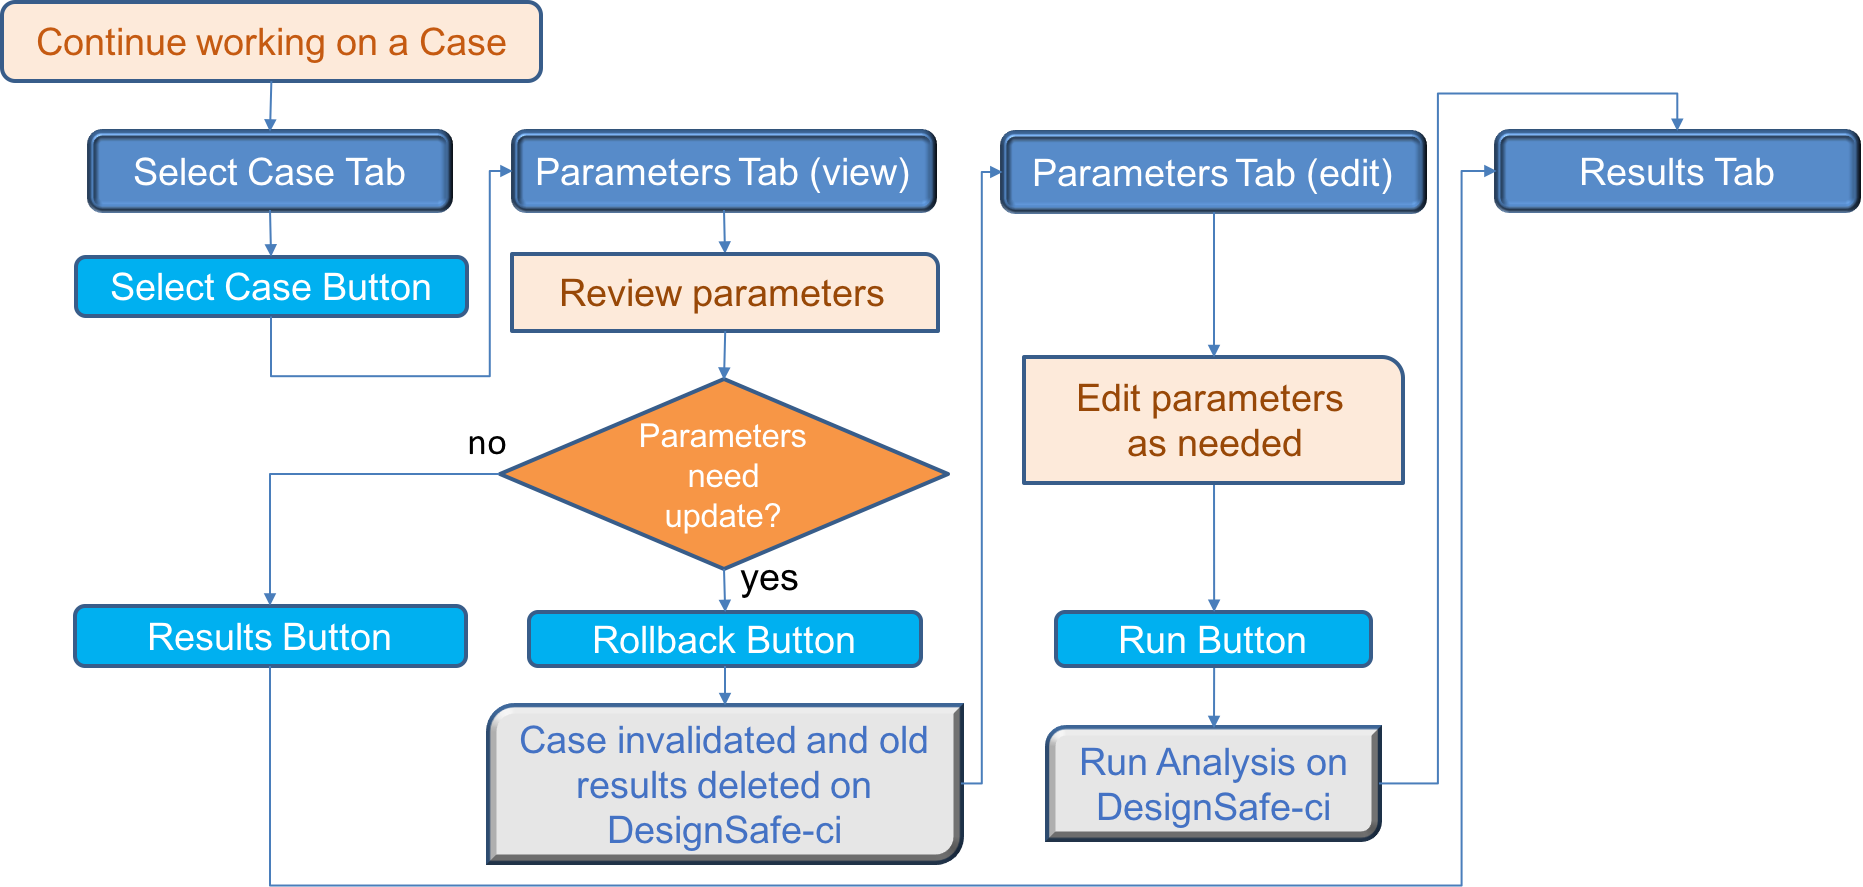 Continue working on a Case
Select Case Tab
Select Case Button
Parameters Tab (view)
Review parameters
Parameters
need
update?
no
yes
Results Button
Rollback Button
Case invalidated and old
results deleted on
DesignSafe-ci
Parameters Tab (edit)
Edit parameters
as needed
Run Button
Run Analysis on
DesignSafe-ci
Results Tab